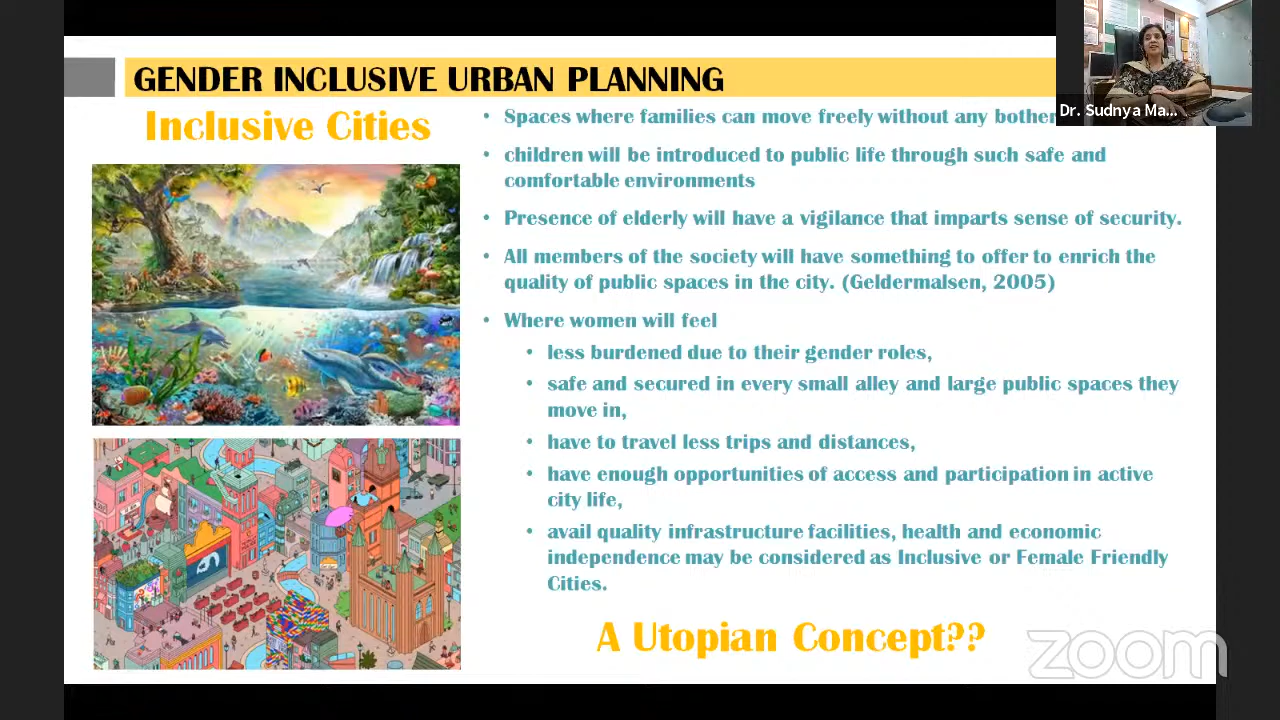 GENDER INCLUSIVE URBAN PLANNING
Inclusive Cities
• Spaces where families can move freely without any bother
• children will be introduced to public life through such safe and
comfortable environments
• Presence of elderly will have a vigilance that imparts sense of security.
• All members of the society will have something to offer to enrich the
quality of public spaces in the city. (Geldermalsen, 2005)
• Where women will feel
• less burdened due to their gender roles,
• safe and secured in every small alley and large public spaces they
move in,
• have to travel less trips and distances,
• have enough opportunities of access and participation in active
city life,
• avail quality infrastructure facilities, health and economic
independence may be considered as Inclusive or Female Friendly
Cities.
A Utopian Concept??
Dr. Sudnya Ma...
zoom